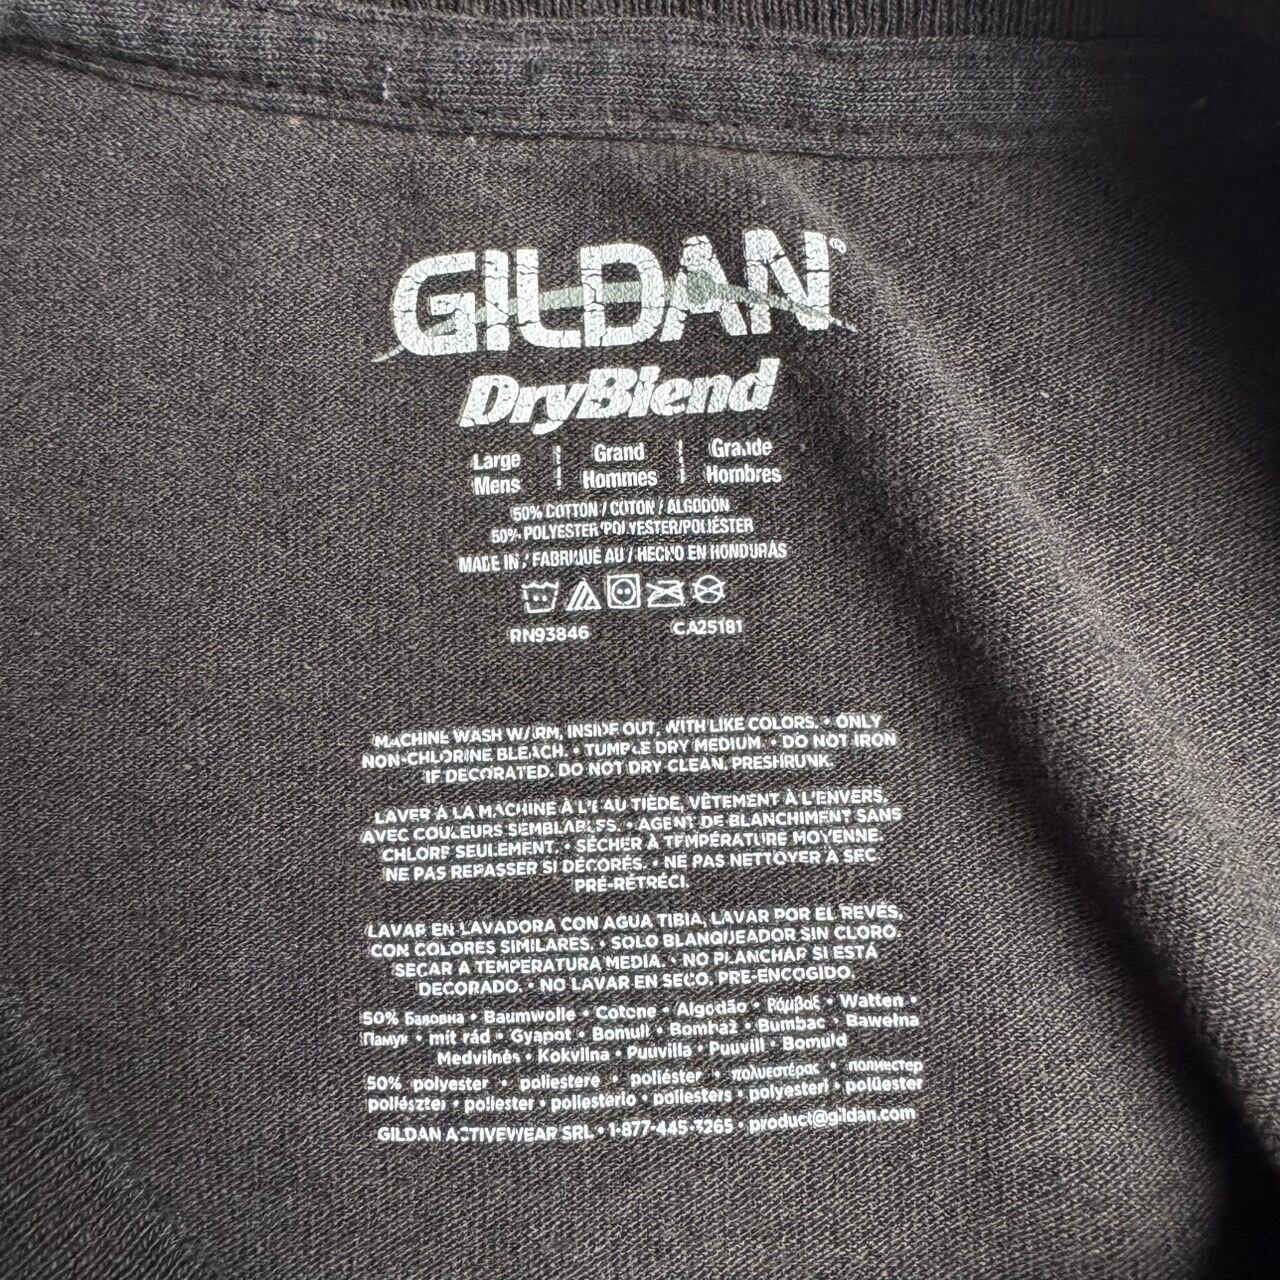 GILDAN®
DryBlend
Large Mens | Grand Hommes | Grande Hombres
50% COTTON / COTON / ALGODÓN
50% POLYESTER/POLYESTER/POLIÉSTER
MADE IN / FABRIQUÉ AU / HECHO EN HONDURAS
RN93846 CA25181
MACHINE WASH WARM, INSIDE OUT, WITH LIKE COLORS. • ONLY
NON-CHLORINE BLEACH. • TUMBLE DRY MEDIUM. • DO NOT IRON
IF DECORATED. DO NOT DRY CLEAN. PRESHRUNK.
LAVER À LA MACHINE À L'EAU TIÈDE, VÊTEMENT À L'ENVERS,
AVEC COULEURS SEMBLABLES. • AGENT DE BLANCHIMENT SANS
CHLORE SEULEMENT. • SÉCHER À TEMPÉRATURE MOYENNE.
NE PAS REPASSER SI DÉCORÉS. • NE PAS NETTOYER À SEC
PRÉ-RÉTRÉCI.
LAVAR EN LAVADORA CON AGUA TIBIA, LAVAR POR EL REVÉS,
CON COLORES SIMILARES. • SOLO BLANQUEADOR SIN CLORO.
SECAR A TEMPERATURA MEDIA. • NO PLANCHAR SI ESTÁ
DECORADO. • NO LAVAR EN SECO. PRE-ENCOGIDO.
50% Бавовна • Baumwolle • Cotone • Algodão • Βαμβαξ • Watten •
Памук • mit rád • Gyapot • Bomull • Bombaž • Bumbac • Bawełna
Medvilnės • Kokvilna • Puuvilla • Puuvill • Bomuld
50% polyester • poliestere • poliéster • πολυεστέρας • полиестер
poliészter • poliester • poliesterio • poliesters • polyesteri • polüester
GILDAN ACTIVEWEAR SRL • 1-877-445-3265 • product@gildan.com